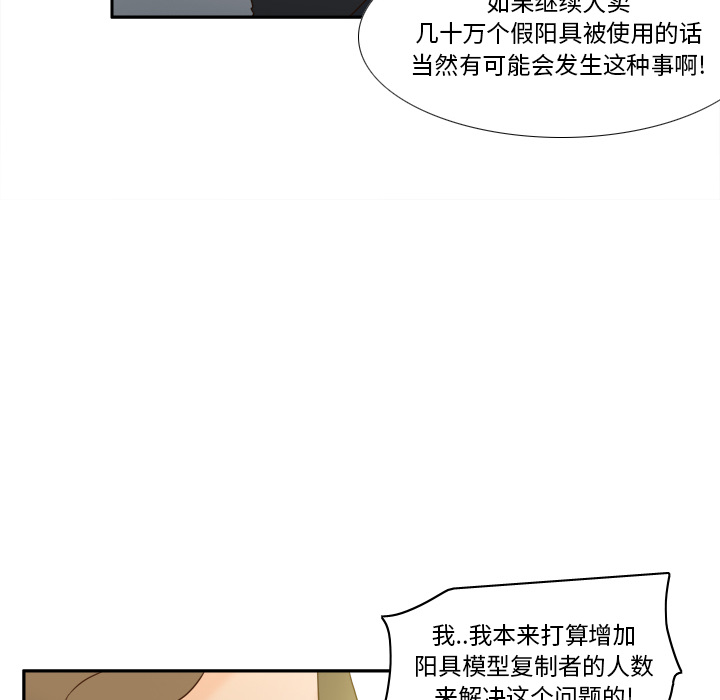 如果继续大卖
几十万个假阳具被使用的话
当然有可能会发生这种事啊!
我..我本来打算增加
阳具模型复制者的人数
来解决这个问题的!